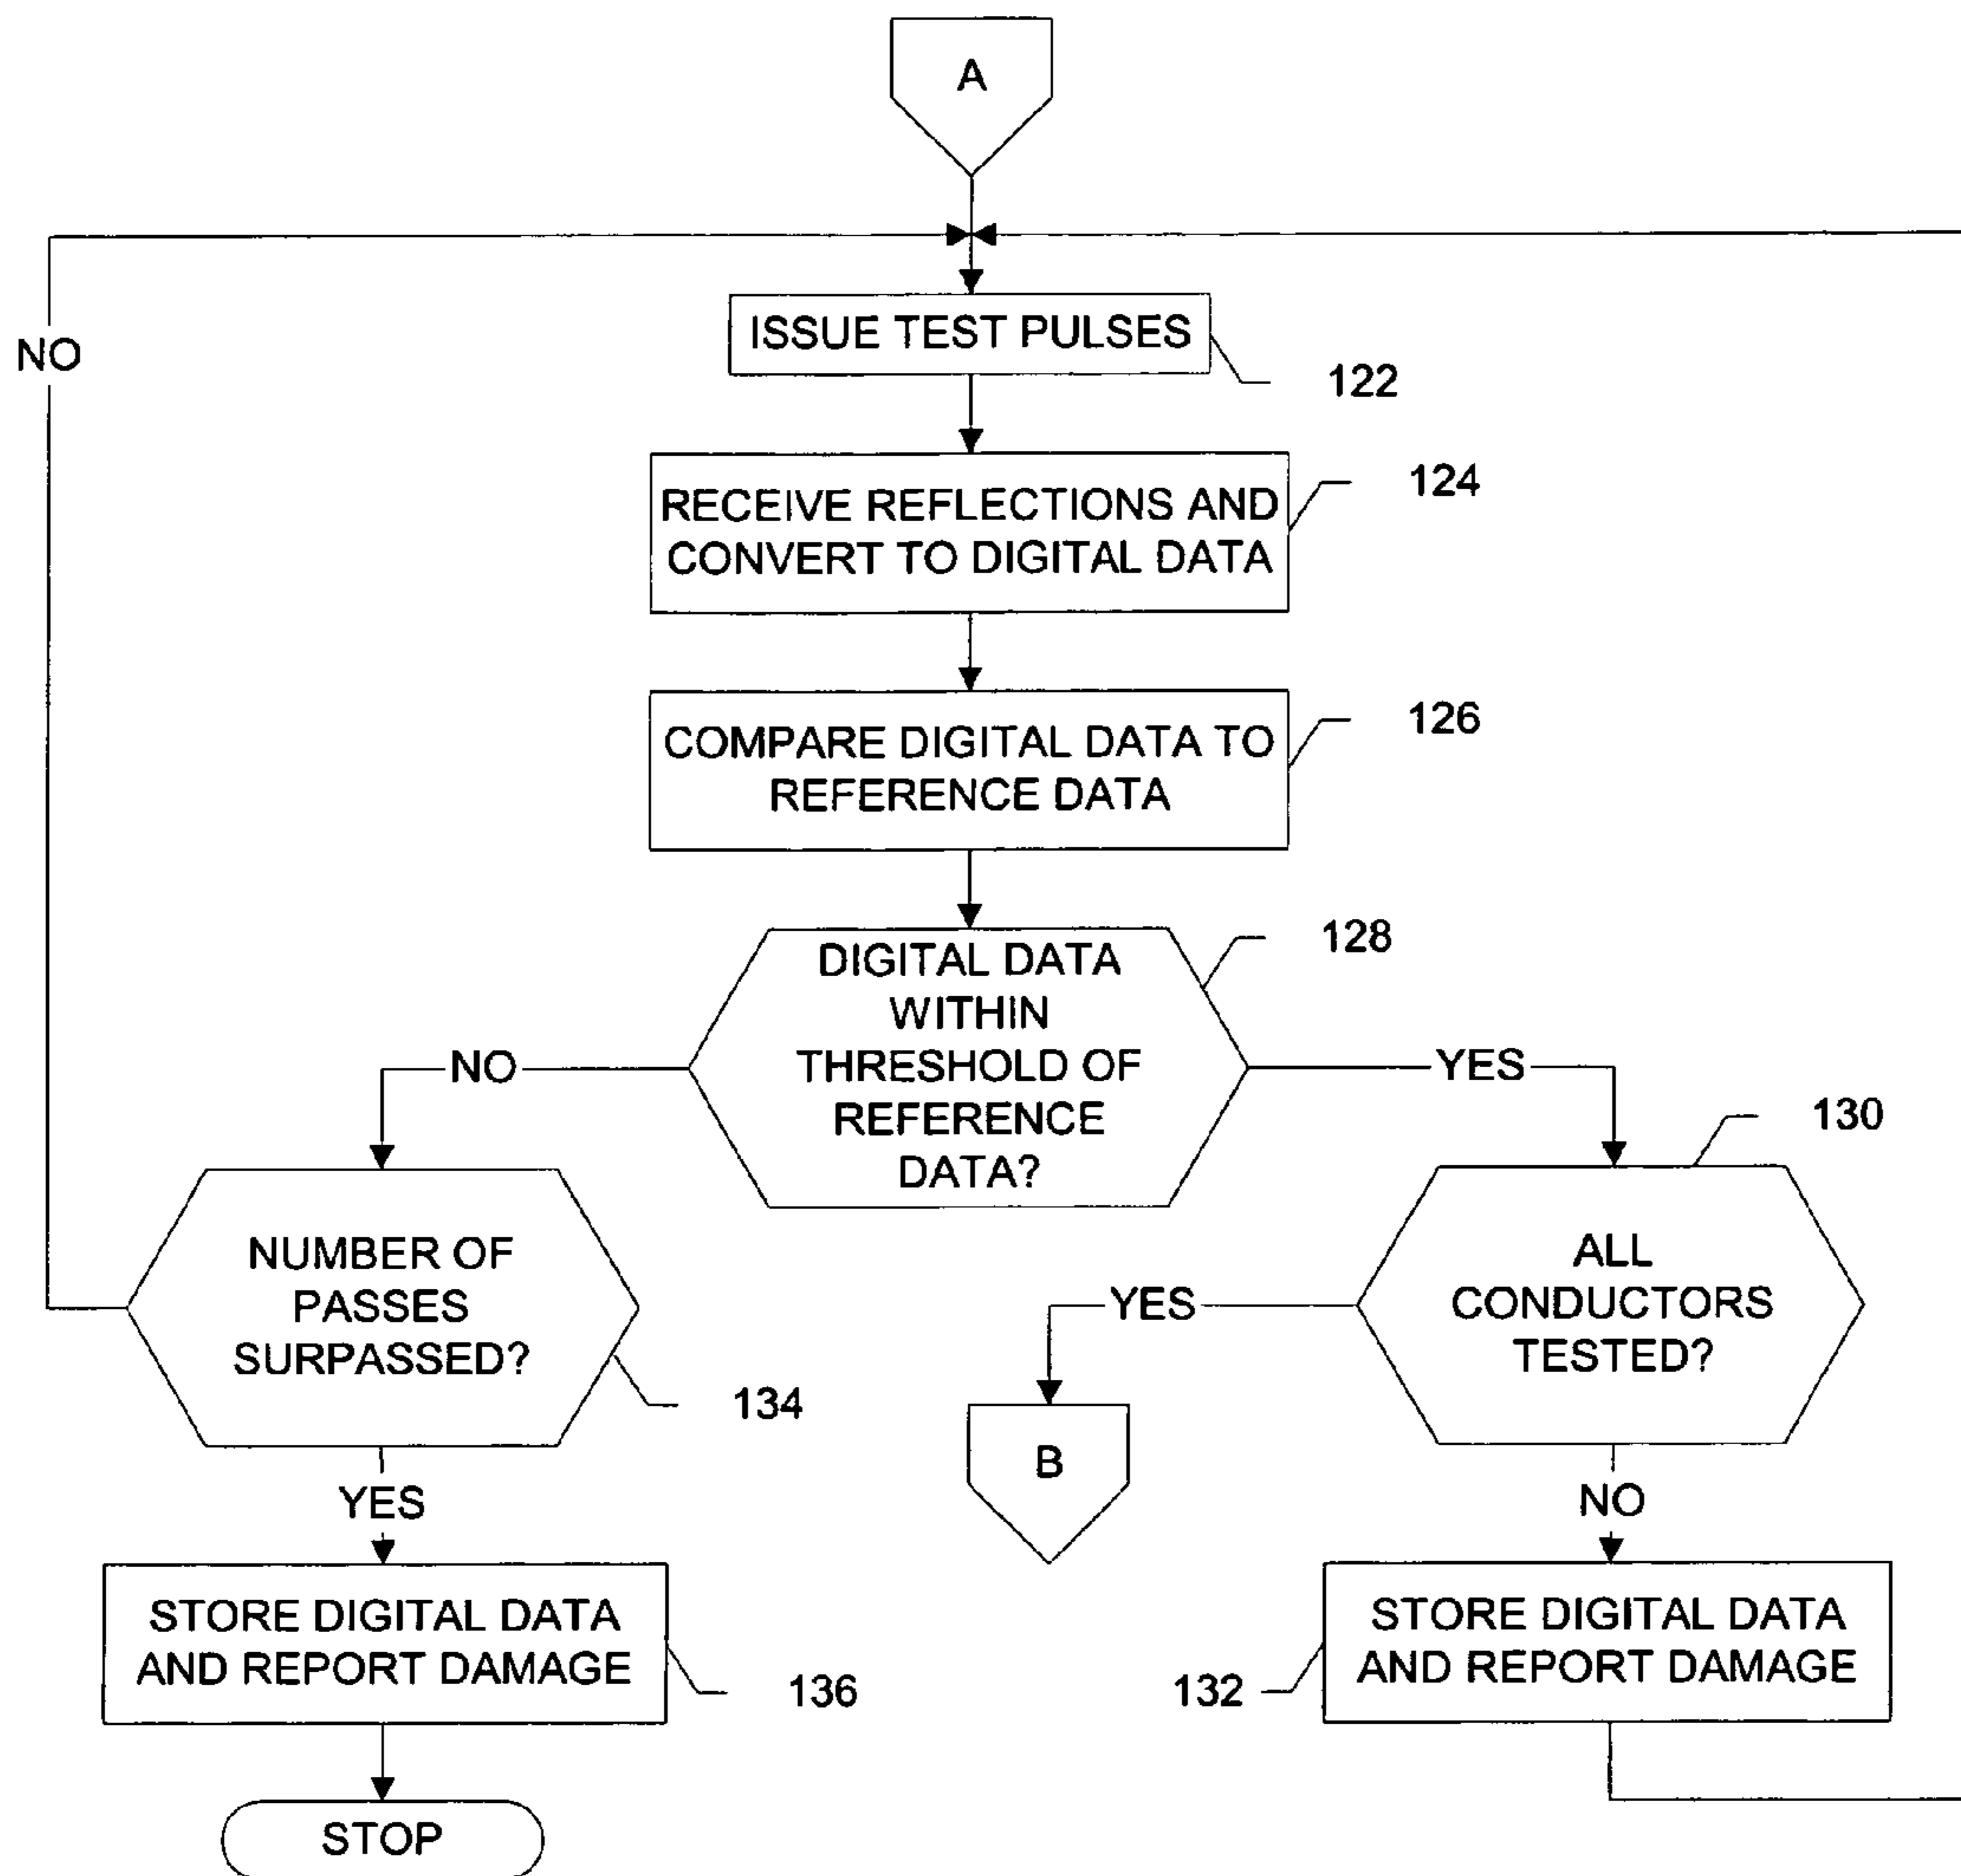 A
NO
ISSUE TEST PULSES
122
RECEIVE REFLECTIONS AND
CONVERT TO DIGITAL DATA
124
COMPARE DIGITAL DATA TO
REFERENCE DATA
126
DIGITAL DATA
WITHIN
THRESHOLD OF
REFERENCE
DATA?
128
NO
YES
130
NUMBER OF
PASSES
SURPASSED?
134
ALL
CONDUCTORS
TESTED?
YES
B
YES
NO
STORE DIGITAL DATA
AND REPORT DAMAGE
136
132
STORE DIGITAL DATA
AND REPORT DAMAGE
STOP